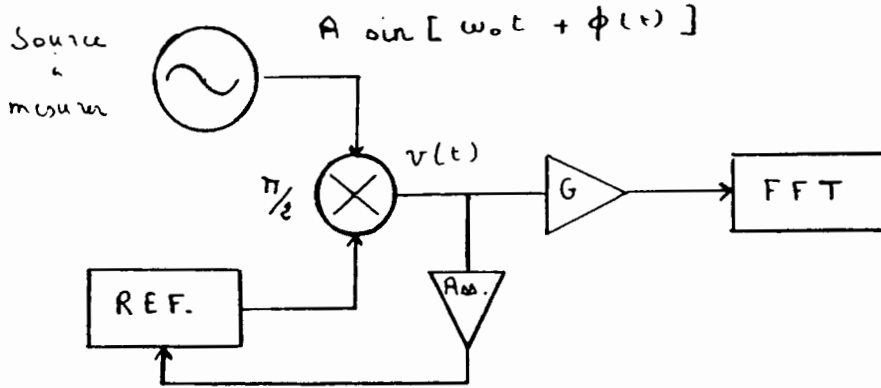 A sin [ ω₀t + ϕ(t) ]
Source
à
mesurer
v(t)
π/2
G
FFT
REF.
Ass.